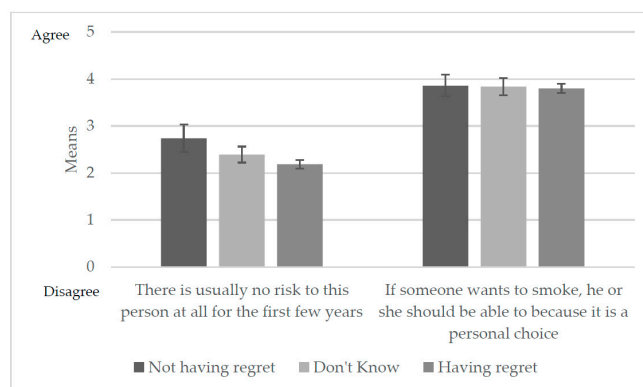 Agree 5
4
3
Means
2
1
0
Disagree
There is usually no risk to this
person at all for the first few years
If someone wants to smoke, he or
she should be able to because it is a
personal choice
Not having regret Don't Know Having regret